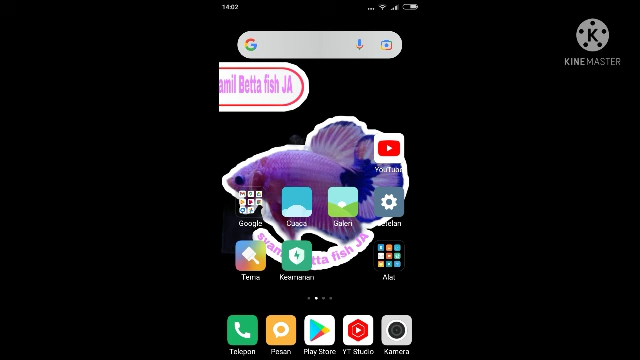 14:02
KINEMASTER
amil Betta fish JA
YouTube
Google
Cuaca
Galeri
Setelan
syamil Betta fish JA
Tema
Keamanan
Alat
Telepon
Pesan
Play Store
YT Studio
Kamera